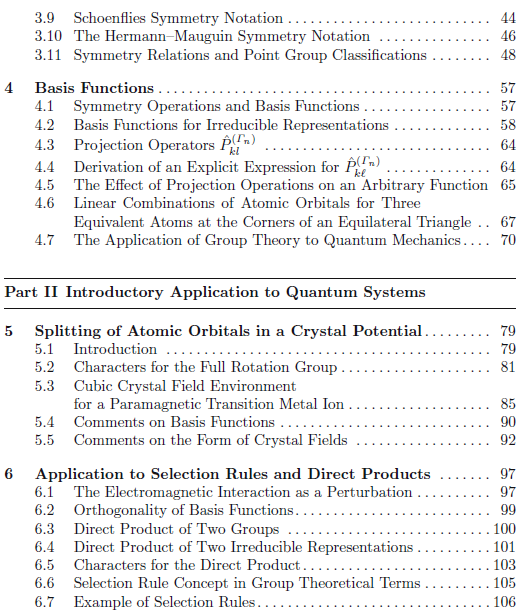 3.9 Schoenflies Symmetry Notation . . . . . . . . . . . . . . . . . . . . . . . . . . . 44
3.10 The Hermann–Mauguin Symmetry Notation . . . . . . . . . . . . . . . 46
3.11 Symmetry Relations and Point Group Classifications . . . . . . . . 48
4 Basis Functions . . . . . . . . . . . . . . . . . . . . . . . . . . . . . . . . . . . . . . . . . . . . 57
4.1 Symmetry Operations and Basis Functions . . . . . . . . . . . . . . . . . 57
4.2 Basis Functions for Irreducible Representations . . . . . . . . . . . . . 58
4.3 Projection Operators P̂_{kl}^{(Γ_n)} . . . . . . . . . . . . . . . . . . . . . . . . . . . . . . 64
4.4 Derivation of an Explicit Expression for P̂_{kℓ}^{(Γ_n)} . . . . . . . . . . . . . . 64
4.5 The Effect of Projection Operations on an Arbitrary Function 65
4.6 Linear Combinations of Atomic Orbitals for Three
Equivalent Atoms at the Corners of an Equilateral Triangle . . 67
4.7 The Application of Group Theory to Quantum Mechanics . . . . 70
Part II Introductory Application to Quantum Systems
5 Splitting of Atomic Orbitals in a Crystal Potential . . . . . . . . . 79
5.1 Introduction . . . . . . . . . . . . . . . . . . . . . . . . . . . . . . . . . . . . . . . . . . . 79
5.2 Characters for the Full Rotation Group . . . . . . . . . . . . . . . . . . . . 81
5.3 Cubic Crystal Field Environment
for a Paramagnetic Transition Metal Ion . . . . . . . . . . . . . . . . . . . 85
5.4 Comments on Basis Functions . . . . . . . . . . . . . . . . . . . . . . . . . . . . 90
5.5 Comments on the Form of Crystal Fields . . . . . . . . . . . . . . . . . . 92
6 Application to Selection Rules and Direct Products . . . . . . . 97
6.1 The Electromagnetic Interaction as a Perturbation . . . . . . . . . . 97
6.2 Orthogonality of Basis Functions . . . . . . . . . . . . . . . . . . . . . . . . . . 99
6.3 Direct Product of Two Groups . . . . . . . . . . . . . . . . . . . . . . . . . . . 100
6.4 Direct Product of Two Irreducible Representations . . . . . . . . . . 101
6.5 Characters for the Direct Product . . . . . . . . . . . . . . . . . . . . . . . . . 103
6.6 Selection Rule Concept in Group Theoretical Terms . . . . . . . . . 105
6.7 Example of Selection Rules . . . . . . . . . . . . . . . . . . . . . . . . . . . . . . . 106